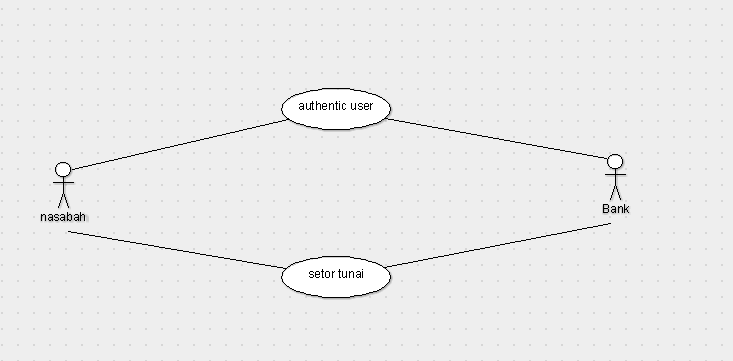 authentic user
nasabah
Bank
setor tunai